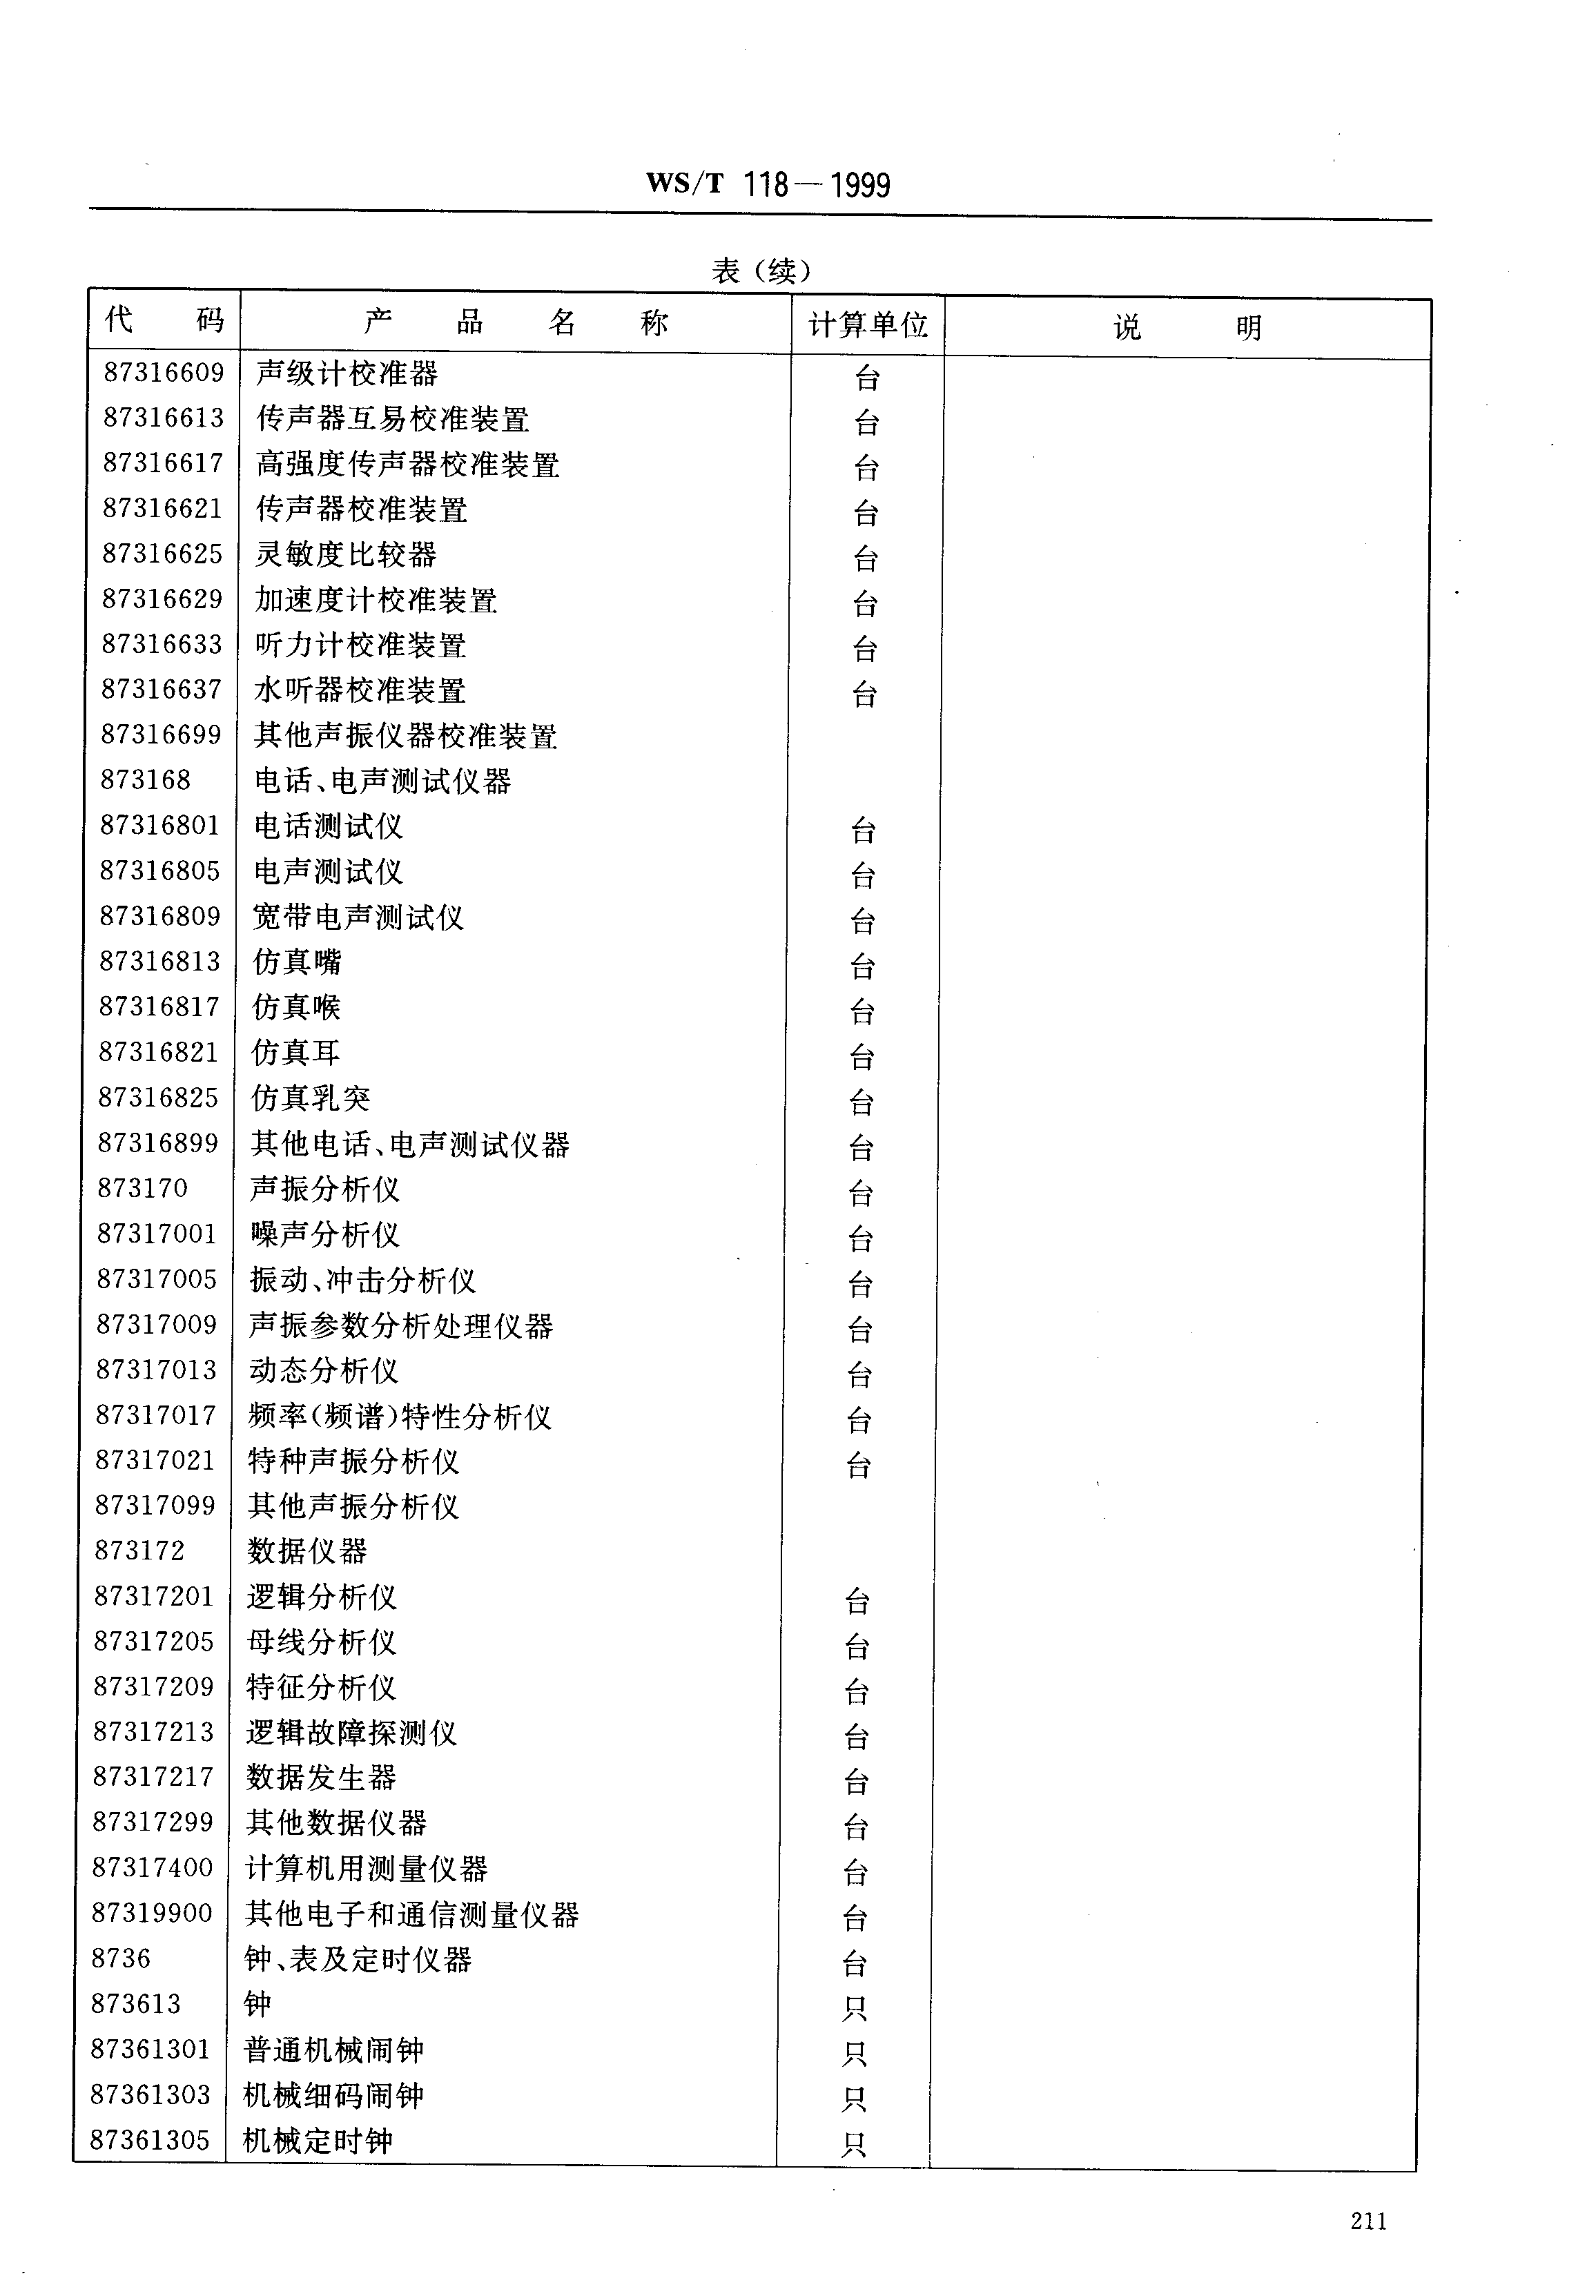 WS/T 118—1999
表（续）
代 码 产 品 名 称 计算单位 说 明
87316609 声级计校准器 台
87316613 传声器互易校准装置 台
87316617 高强度传声器校准装置 台
87316621 传声器校准装置 台
87316625 灵敏度比较器 台
87316629 加速度计校准装置 台
87316633 听力计校准装置 台
87316637 水听器校准装置 台
87316699 其他声振仪器校准装置
873168 电话、电声测试仪器
87316801 电话测试仪 台
87316805 电声测试仪 台
87316809 宽带电声测试仪 台
87316813 仿真嘴 台
87316817 仿真喉 台
87316821 仿真耳 台
87316825 仿真乳突 台
87316899 其他电话、电声测试仪器 台
873170 声振分析仪 台
87317001 噪声分析仪 台
87317005 振动、冲击分析仪 台
87317009 声振参数分析处理仪器 台
87317013 动态分析仪 台
87317017 频率(频谱)特性分析仪 台
87317021 特种声振分析仪 台
87317099 其他声振分析仪
873172 数据仪器
87317201 逻辑分析仪 台
87317205 母线分析仪 台
87317209 特征分析仪 台
87317213 逻辑故障探测仪 台
87317217 数据发生器 台
87317299 其他数据仪器 台
87317400 计算机用测量仪器 台
87319900 其他电子和通信测量仪器 台
8736 钟、表及定时仪器 台
873613 钟 只
87361301 普通机械闹钟 只
87361303 机械细码闹钟 只
87361305 机械定时钟 只
211